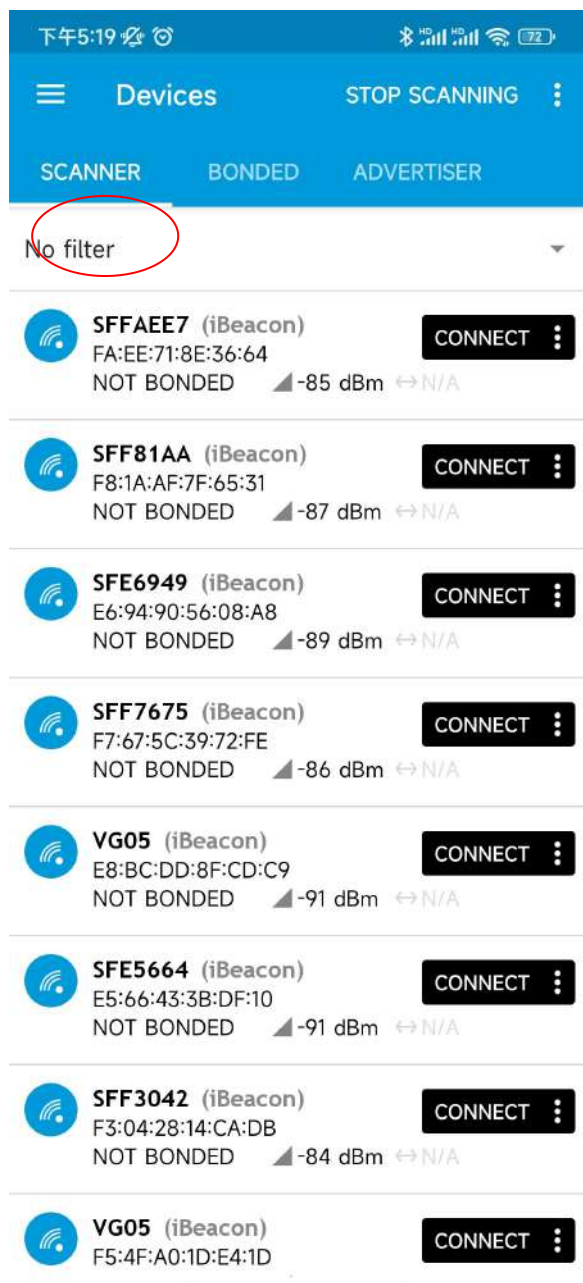 下午5:19
HD HD 72
Devices STOP SCANNING
SCANNER BONDED ADVERTISER
No filter
SFFAEE7 (iBeacon)
CONNECT
FA:EE:71:8E:36:64
NOT BONDED -85 dBm N/A
SFF81AA (iBeacon)
CONNECT
F8:1A:AF:7F:65:31
NOT BONDED -87 dBm N/A
SFE6949 (iBeacon)
CONNECT
E6:94:90:56:08:A8
NOT BONDED -89 dBm N/A
SFF7675 (iBeacon)
CONNECT
F7:67:5C:39:72:FE
NOT BONDED -86 dBm N/A
VG05 (iBeacon)
CONNECT
E8:BC:DD:8F:CD:C9
NOT BONDED -91 dBm N/A
SFE5664 (iBeacon)
CONNECT
E5:66:43:3B:DF:10
NOT BONDED -91 dBm N/A
SFF3042 (iBeacon)
CONNECT
F3:04:28:14:CA:DB
NOT BONDED -84 dBm N/A
VG05 (iBeacon)
CONNECT
F5:4F:A0:1D:E4:1D